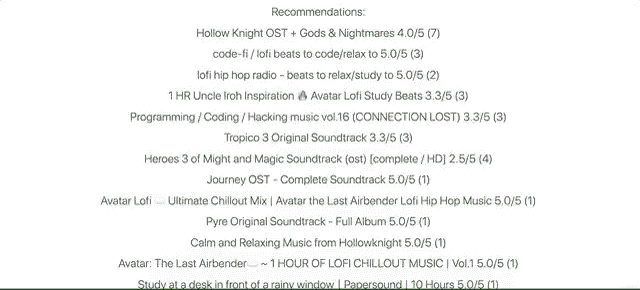 Recommendations:
Hollow Knight OST + Gods & Nightmares 4.0/5 (7)
code-fi / lofi beats to code/relax to 5.0/5 (3)
lofi hip hop radio - beats to relax/study to 5.0/5 (2)
1 HR Uncle Iroh Inspiration 🔥 Avatar Lofi Study Beats 3.3/5 (3)
Programming / Coding / Hacking music vol.16 (CONNECTION LOST) 3.3/5 (3)
Tropico 3 Original Soundtrack 3.3/5 (3)
Heroes 3 of Might and Magic Soundtrack (ost) [complete / HD] 2.5/5 (4)
Journey OST - Complete Soundtrack 5.0/5 (1)
Avatar Lofi ☁️ Ultimate Chillout Mix | Avatar the Last Airbender Lofi Hip Hop Music 5.0/5 (1)
Pyre Original Soundtrack - Full Album 5.0/5 (1)
Calm and Relaxing Music from Hollowknight 5.0/5 (1)
Avatar: The Last Airbender☁️ ~ 1 HOUR OF LOFI CHILLOUT MUSIC | Vol.1 5.0/5 (1)
Study at a desk in front of a rainy window | Papersound | 10 Hours 5.0/5 (1)